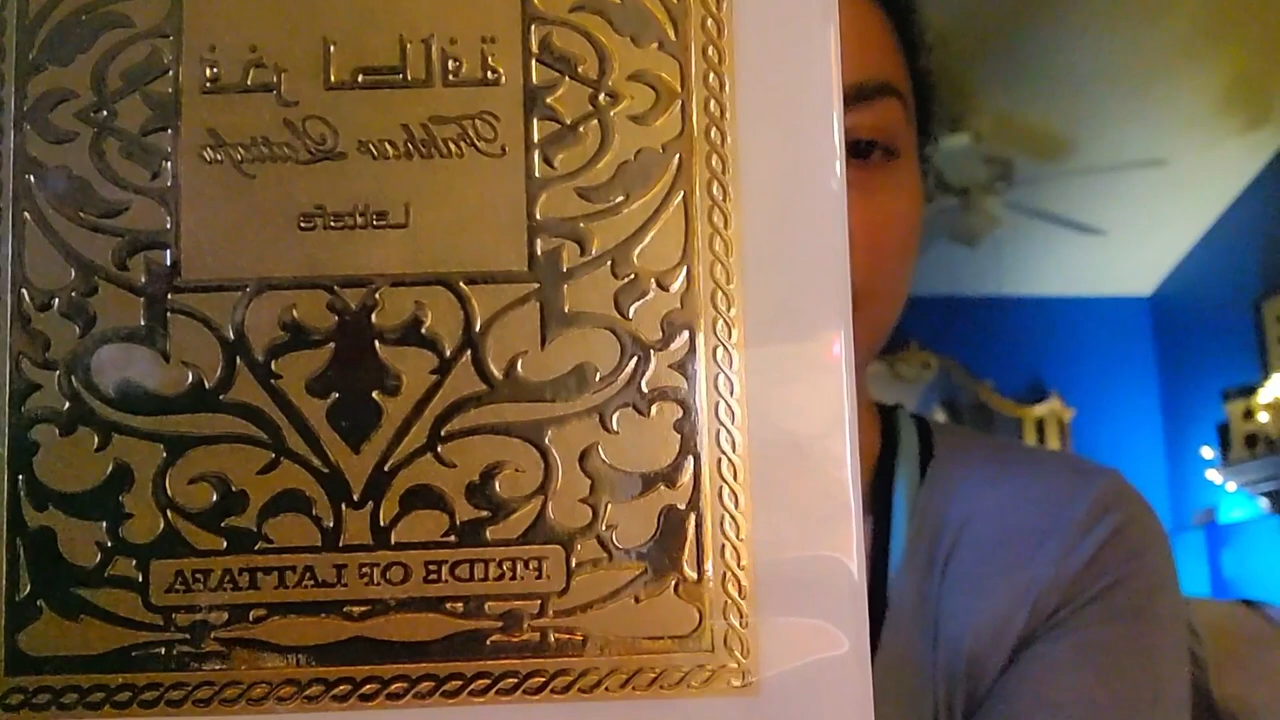 فخر لطافة
Fakhar Lattafa
Lattafa
PRIDE OF LATTAFA